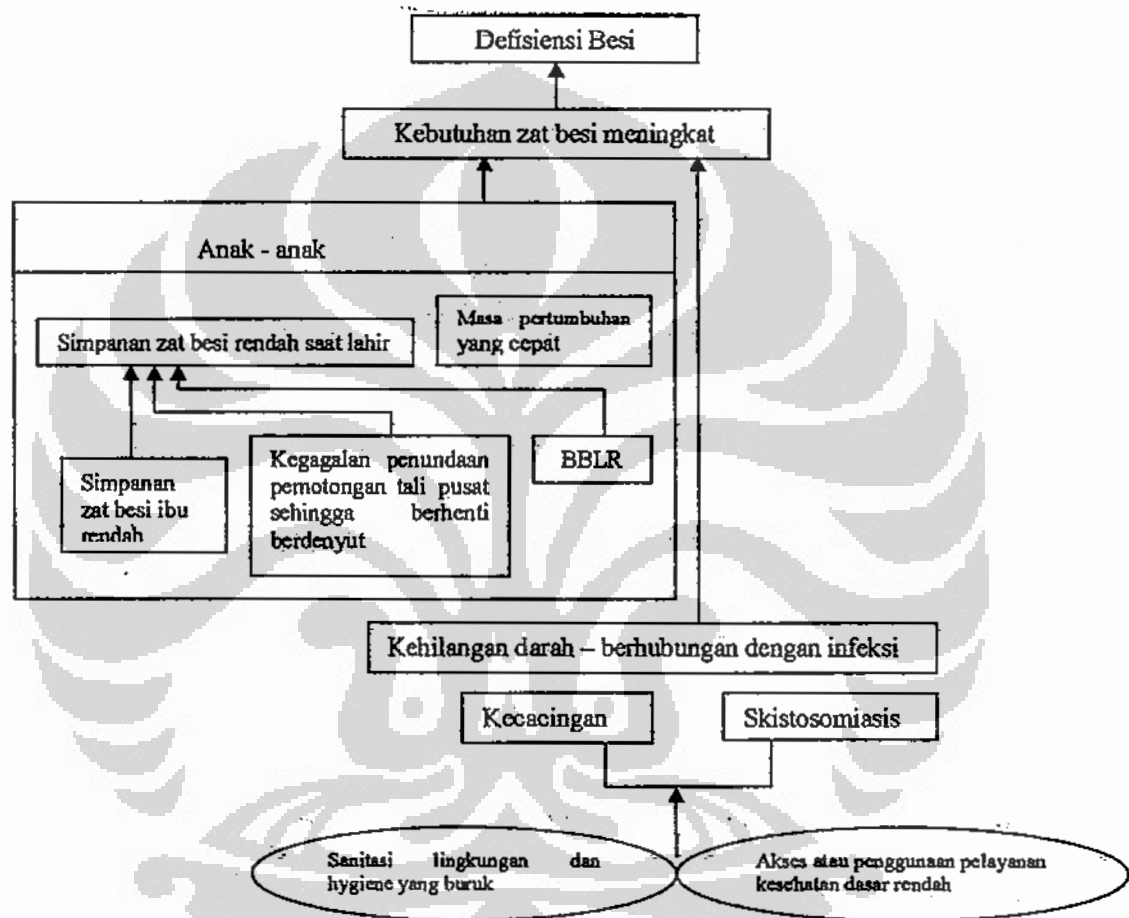 Defisiensi Besi
Kebutuhan zat besi meningkat
Anak - anak
Simpanan zat besi rendah saat lahir
Masa pertumbuhan
yang cepat
Simpanan
zat besi ibu
rendah
Kegagalan penundaan
pemotongan tali pusat
sehingga berhenti
berdenyut
BBLR
Kehilangan darah – berhubungan dengan infeksi
Kecacingan
Skistosomiasis
Sanitasi lingkungan dan
hygiene yang buruk
Akses atau penggunaan pelayanan
kesehatan dasar rendah